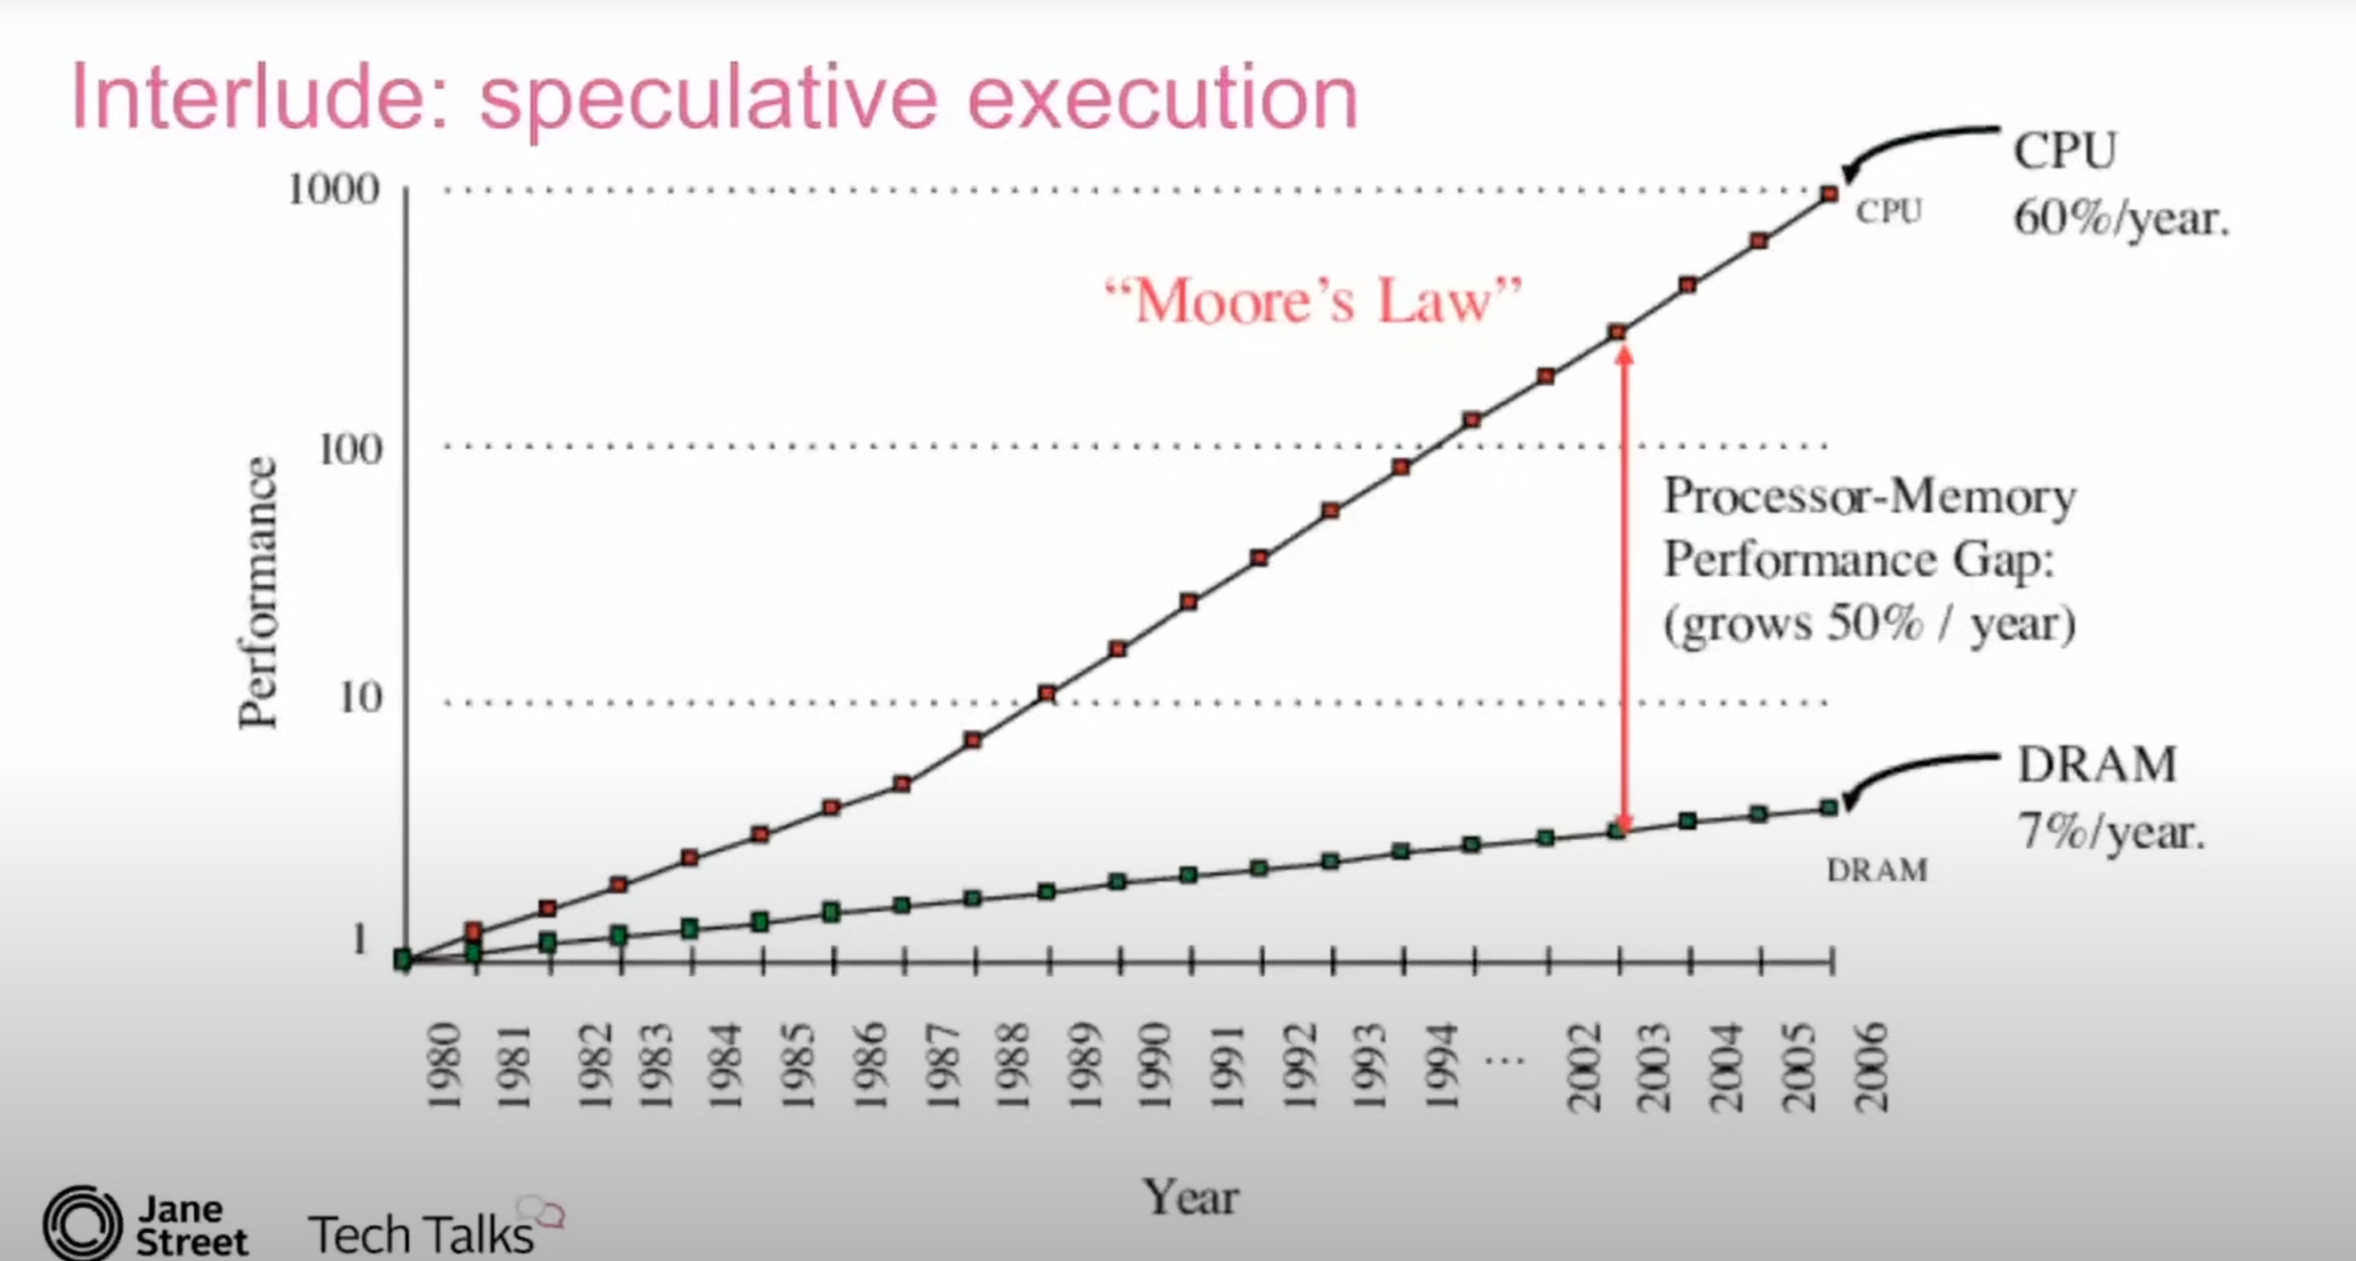 Interlude: speculative execution
1000
100
10
1
Performance
“Moore’s Law”
CPU
60%/year.
CPU
Processor-Memory
Performance Gap:
(grows 50% / year)
DRAM
7%/year.
DRAM
1980 1981 1982 1983 1984 1985 1986 1987 1988 1989 1990 1991 1992 1993 1994 ... 2002 2003 2004 2005 2006
Year
Jane
Street
Tech Talks